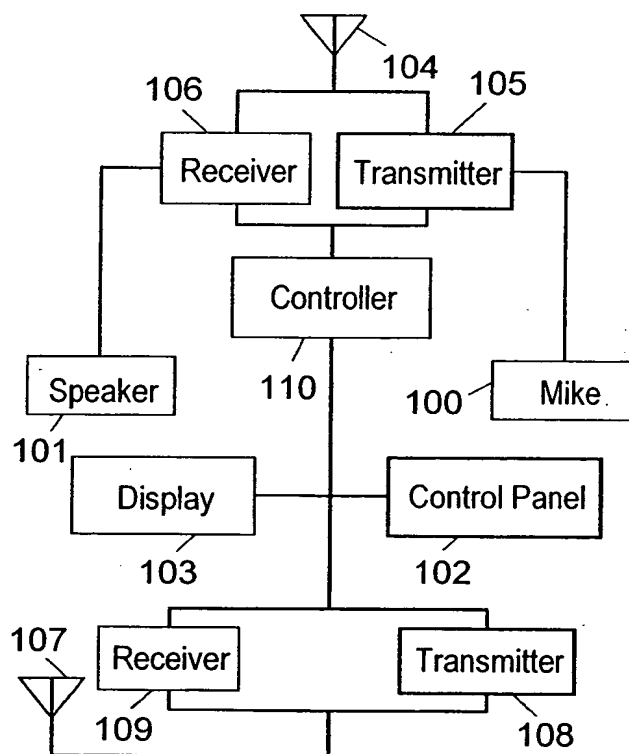 104
106
105
Receiver
Transmitter
Controller
110
Speaker
101
100
Mike
Display
103
Control Panel
102
107
Receiver
109
Transmitter
108